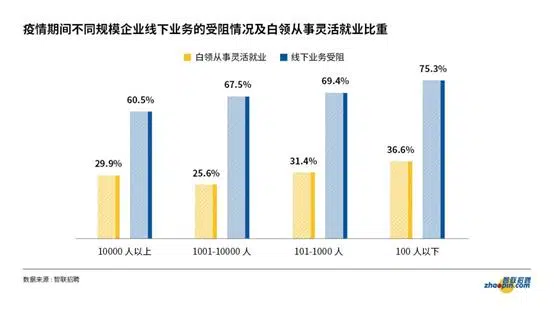 疫情期间不同规模企业线下业务的受阻情况及白领从事灵活就业比重
白领从事灵活就业 线下业务受阻
29.9% 60.5% 25.6% 67.5% 31.4% 69.4% 36.6% 75.3%
10000 人以上 1001-10000 人 101-1000 人 100 人以下
数据来源 : 智联招聘
智联招聘
zhaopin.com